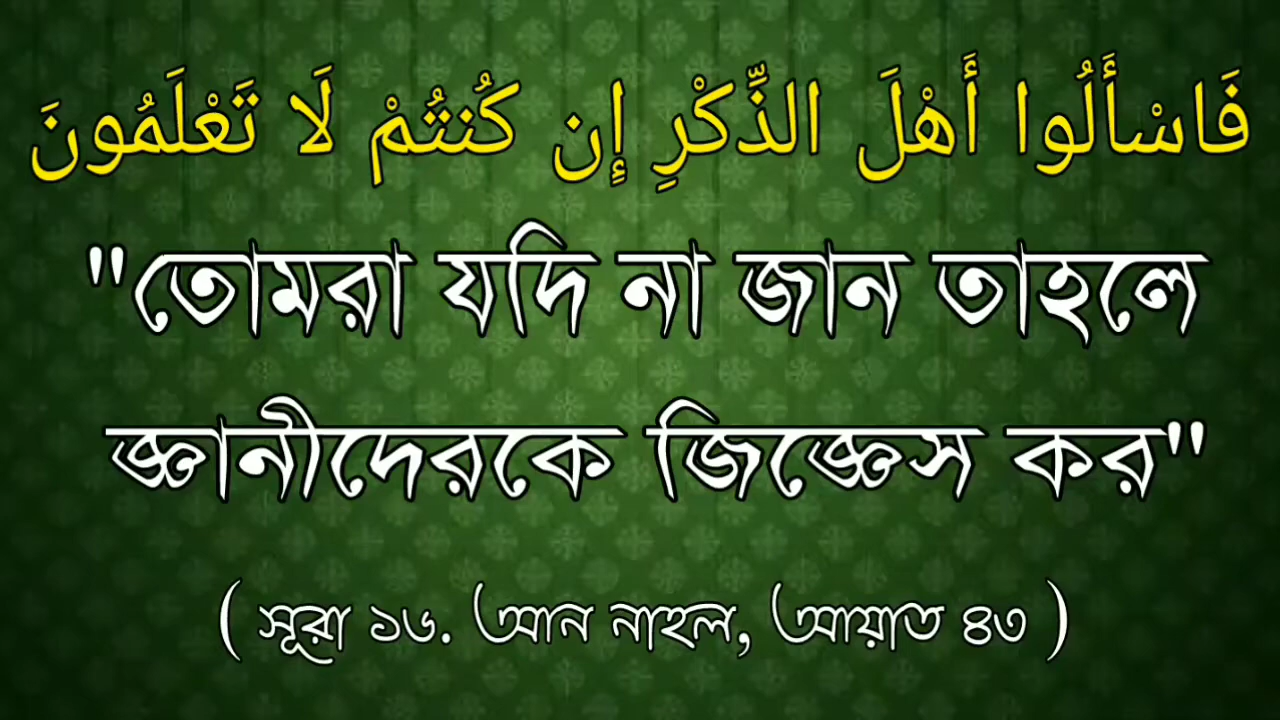 فَاسْأَلُوا أَهْلَ الذِّكْرِ إِن كُنتُمْ لَا تَعْلَمُونَ
"তোমরা যদি না জান তাহলে
জ্ঞানীদেরকে জিজ্ঞেস কর"
( সূরা ১৬. আন নাহল, আয়াত ৪৩ )